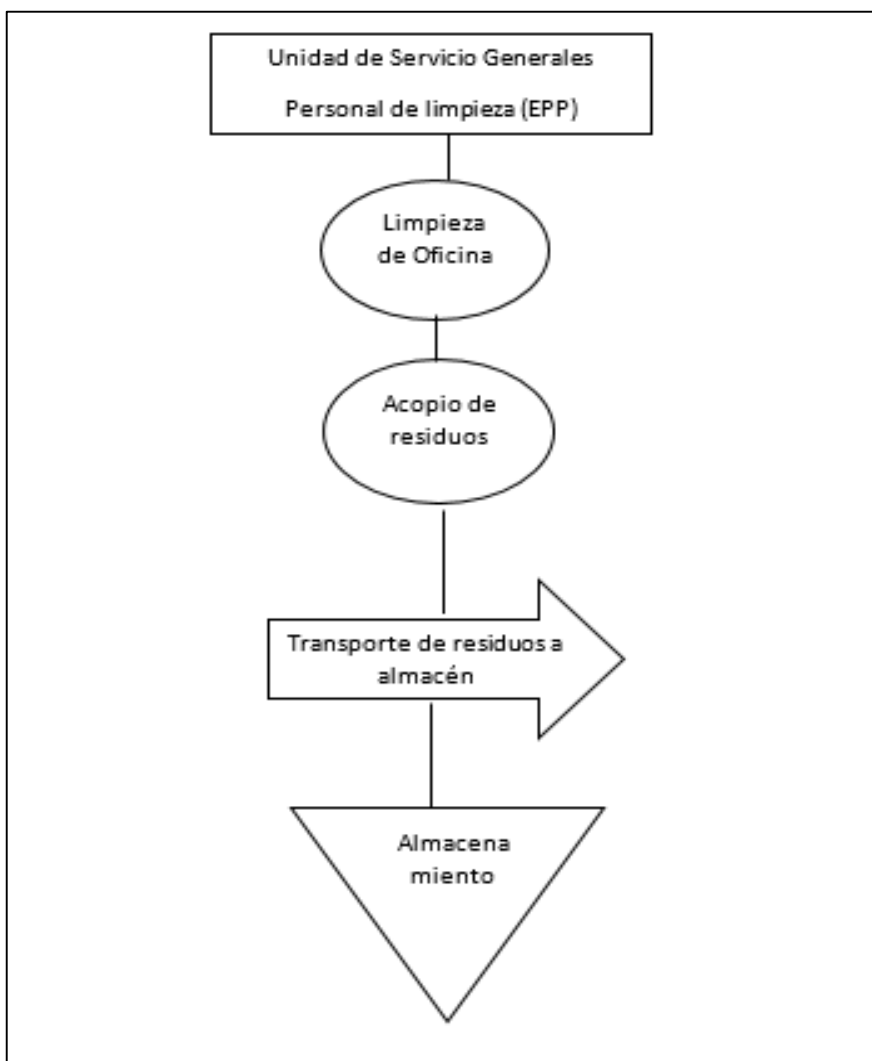 Unidad de Servicio Generales
Personal de limpieza (EPP)
Limpieza
de Oficina
Acopio de
residuos
Transporte de residuos a
almacén
Almacena
miento